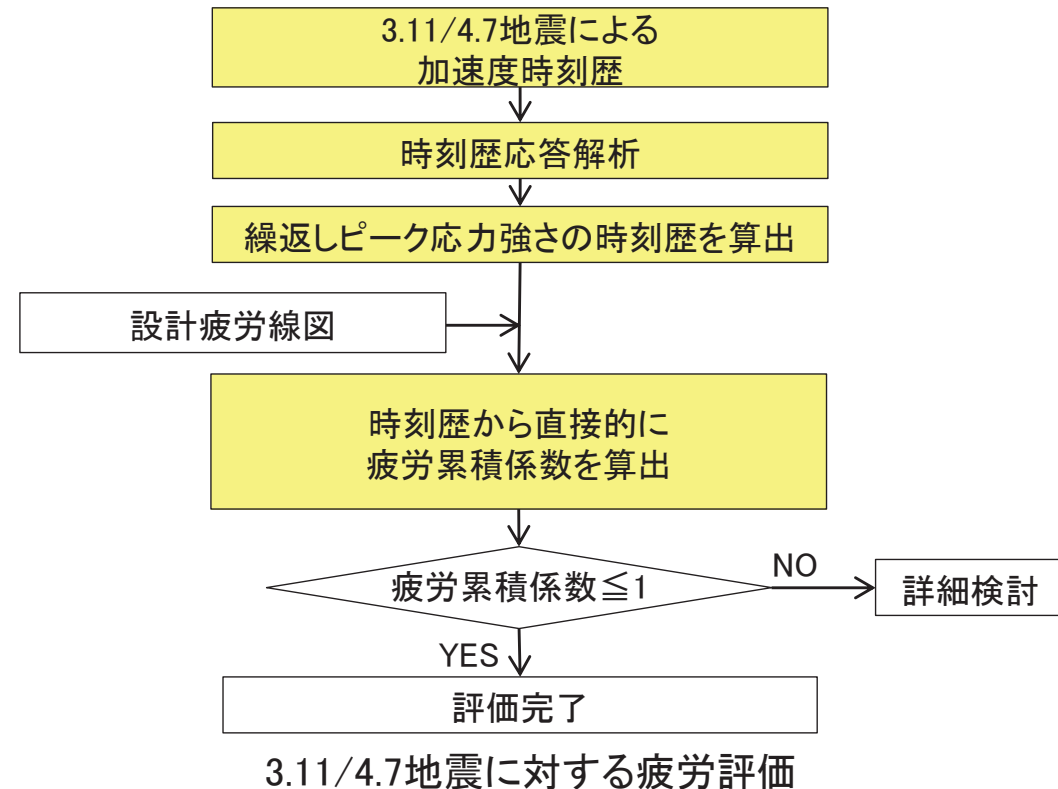 3.11/4.7地震による
加速度時刻歴
時刻歴応答解析
繰返しピーク応力強さの時刻歴を算出
設計疲労線図
時刻歴から直接的に
疲労累積係数を算出
疲労累積係数≦1
NO
詳細検討
YES
評価完了
3.11/4.7地震に対する疲労評価